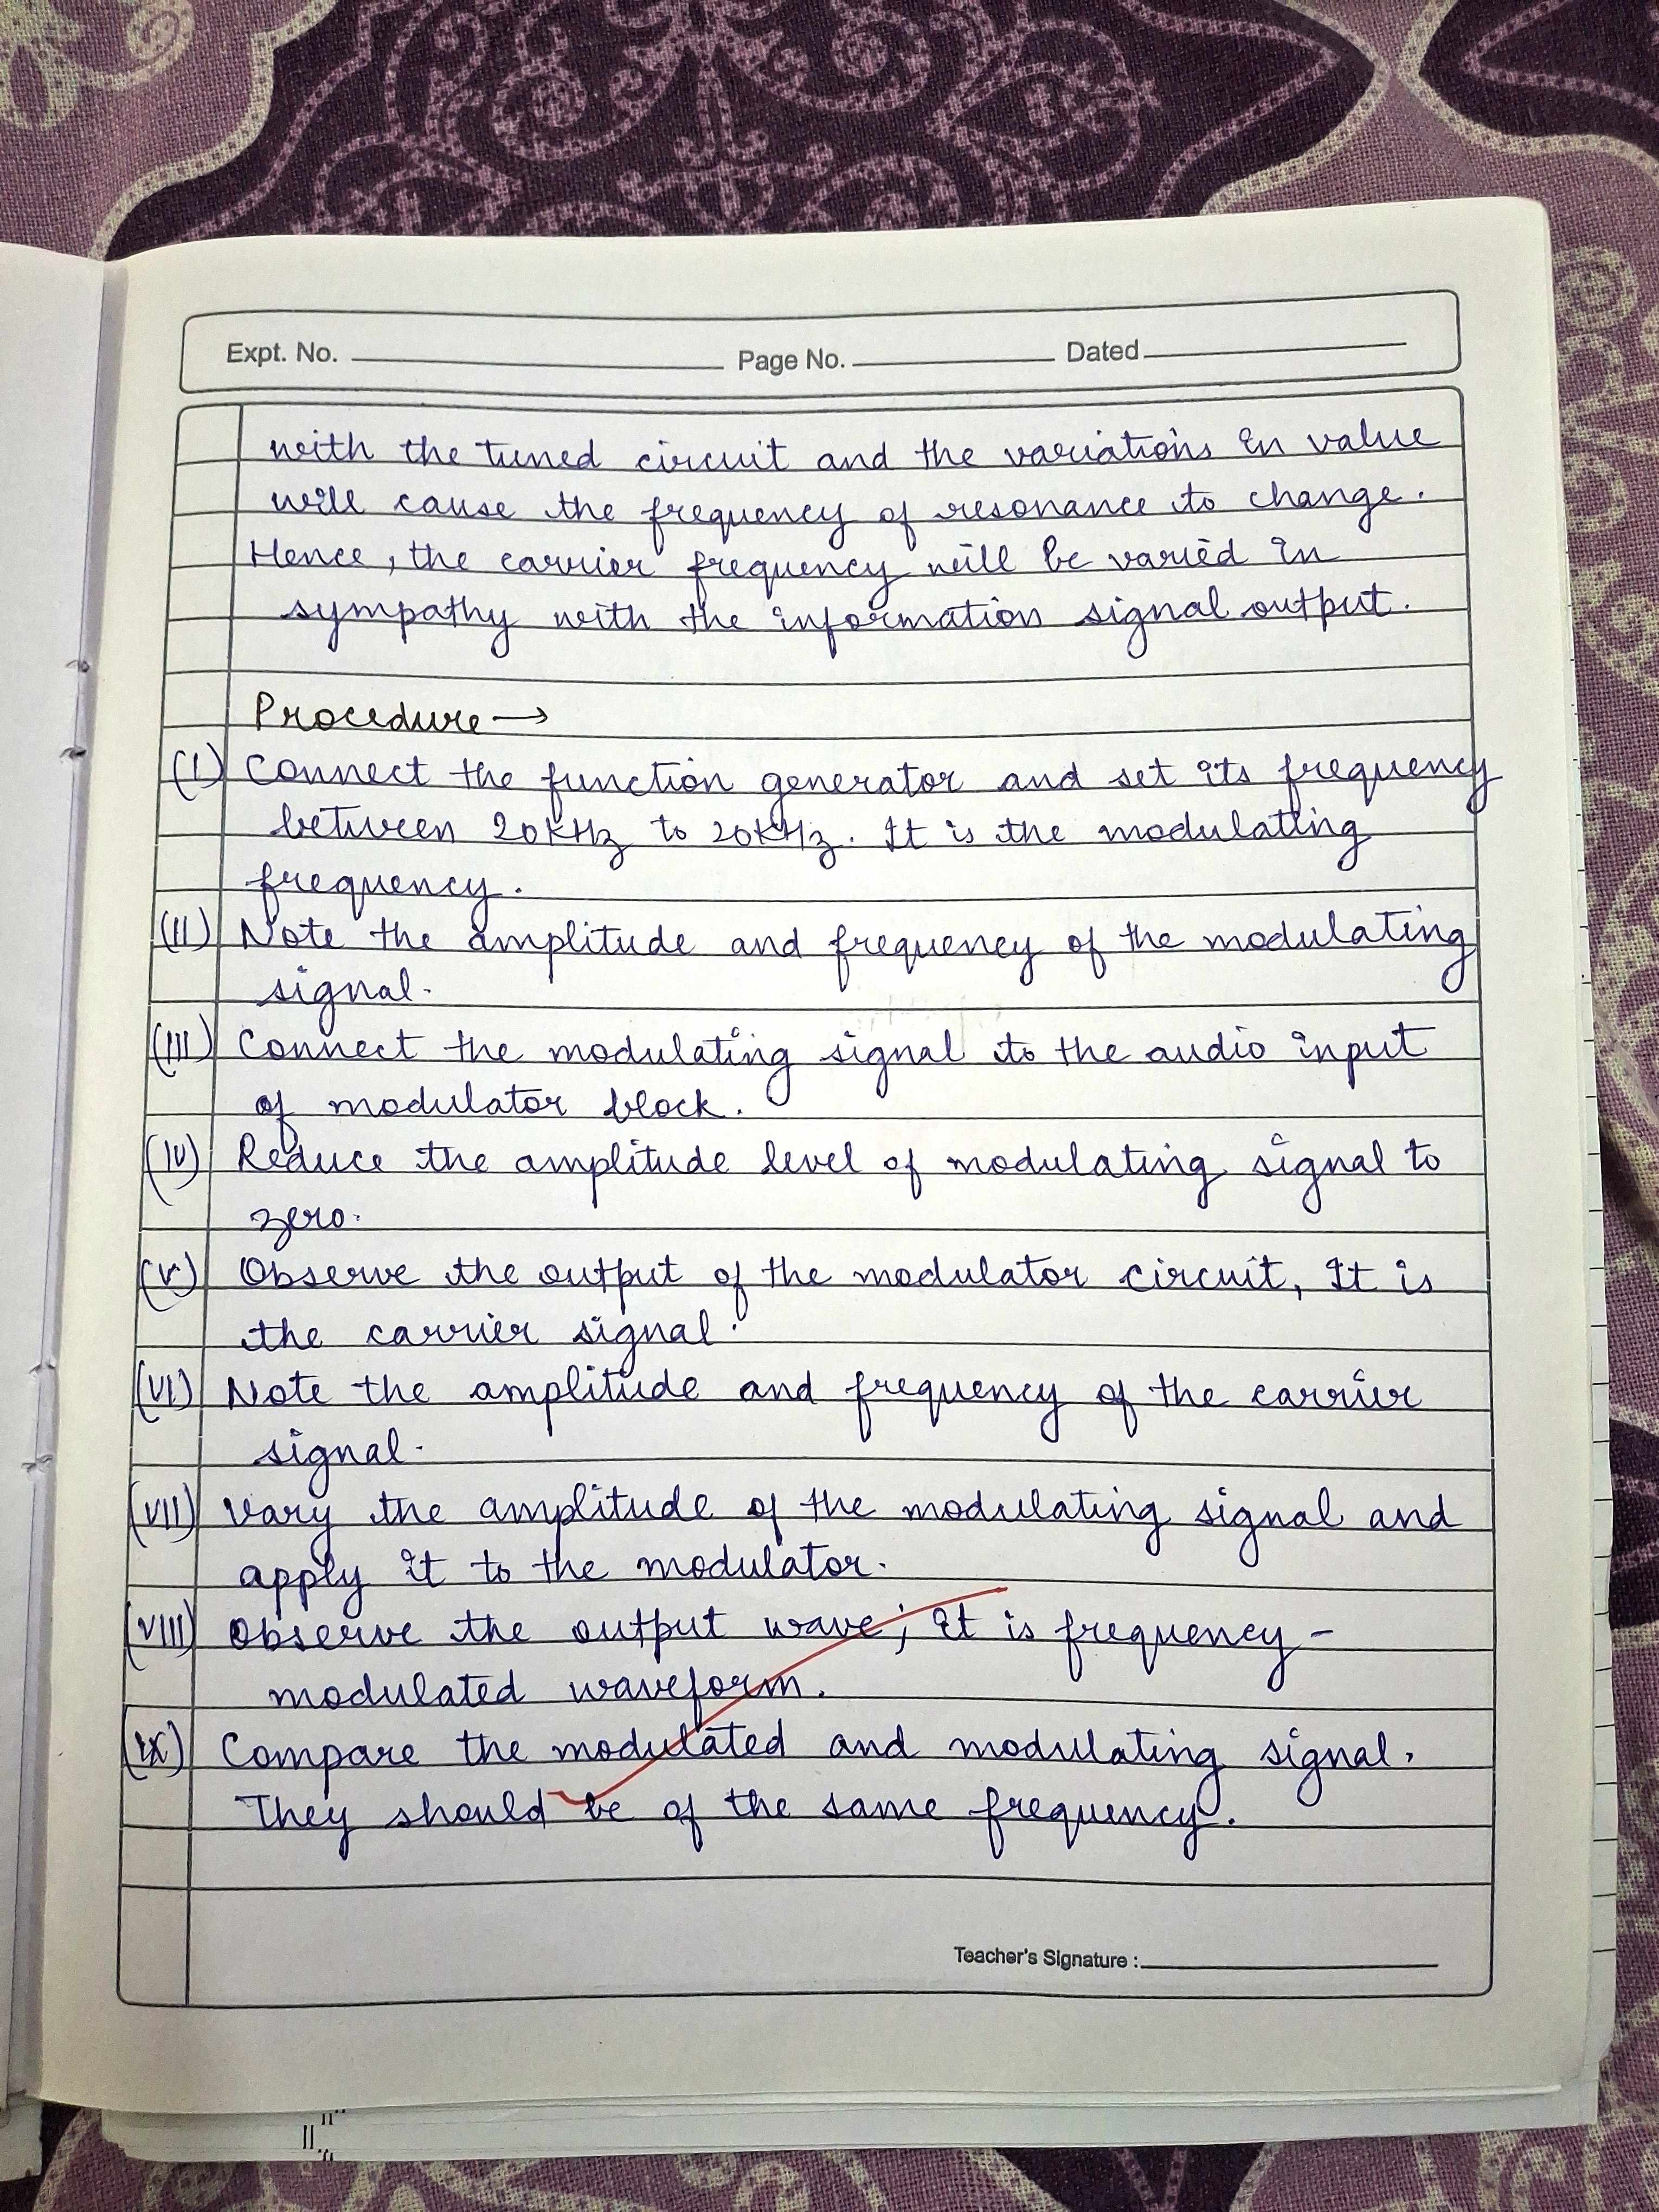 Expt. No. Page No. Dated
with the tuned circuit and the variations in value
will cause the frequency of resonance to change.
Hence, the carrier frequency will be varied in
sympathy with the information signal output.
Procedure →
(I) Connect the function generator and set its frequency
between 20KHz to 20KHz. It is the modulating
frequency.
(II) Note the amplitude and frequency of the modulating
signal.
(III) Connect the modulating signal to the audio input
of modulator block.
(IV) Reduce the amplitude level of modulating signal to
zero.
(V) Observe the output of the modulator circuit, It is
the carrier signal.
(VI) Note the amplitude and frequency of the carrier
signal.
(VII) Vary the amplitude of the modulating signal and
apply it to the modulator.
(VIII) Observe the output wave; It is frequency-
modulated waveform.
(IX) Compare the modulated and modulating signal.
They should be of the same frequency.
Teacher's Signature :